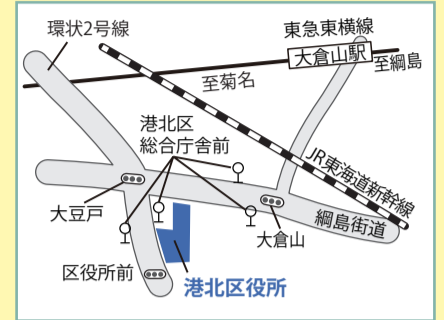 環状2号線
東急東横線
大倉山駅
至綱島
至菊名
港北区
総合庁舎前
JR東海道新幹線
大豆戸
大倉山
綱島街道
区役所前
港北区役所